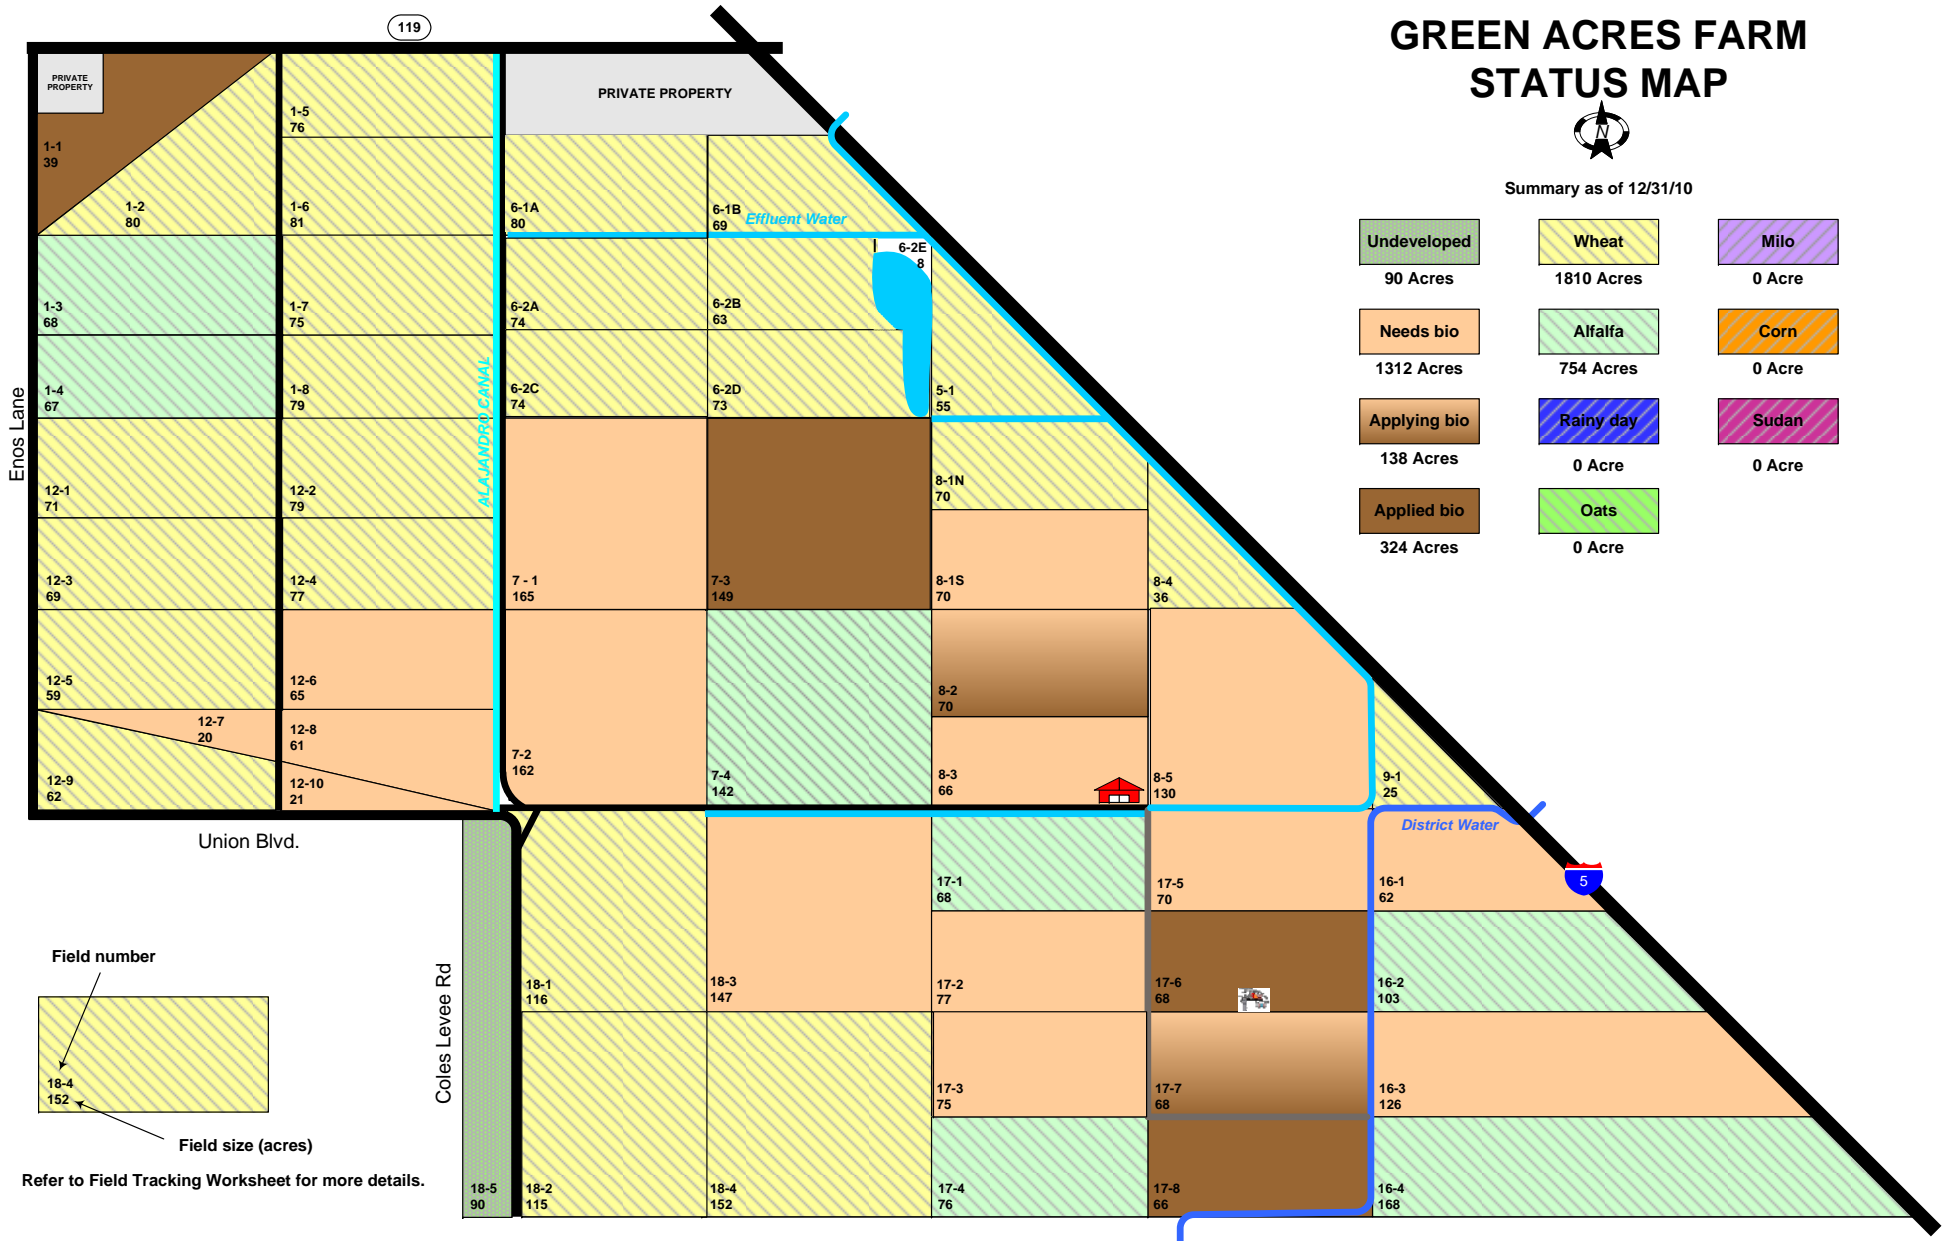 119
GREEN ACRES FARM
STATUS MAP
N
Summary as of 12/31/10
Undeveloped
90 Acres
Wheat
1810 Acres
Milo
0 Acre
Needs bio
1312 Acres
Alfalfa
754 Acres
Corn
0 Acre
Applying bio
138 Acres
Rainy day
0 Acre
Sudan
0 Acre
Applied bio
324 Acres
Oats
0 Acre
PRIVATE
PROPERTY
PRIVATE PROPERTY
1-1
39
1-2
80
1-5
76
1-6
81
6-1A
80
6-1B
69
Effluent Water
6-2E
8
1-3
68
1-7
75
6-2A
74
6-2B
63
1-4
67
1-8
79
ALAJANDRO CANAL
6-2C
74
6-2D
73
5-1
55
Enos Lane
12-1
71
12-2
79
8-1N
70
12-3
69
12-4
77
7 - 1
165
7-3
149
8-1S
70
8-4
36
12-5
59
12-6
65
8-2
70
12-7
20
12-8
61
7-2
162
7-4
142
8-3
66
8-5
130
9-1
25
12-9
62
12-10
21
Union Blvd.
District Water
5
17-1
68
17-5
70
16-1
62
18-1
116
18-3
147
17-2
77
17-6
68
16-2
103
Coles Levee Rd
17-3
75
17-7
68
16-3
126
18-5
90
18-2
115
18-4
152
17-4
76
17-8
66
16-4
168
Field number
18-4
152
Field size (acres)
Refer to Field Tracking Worksheet for more details.